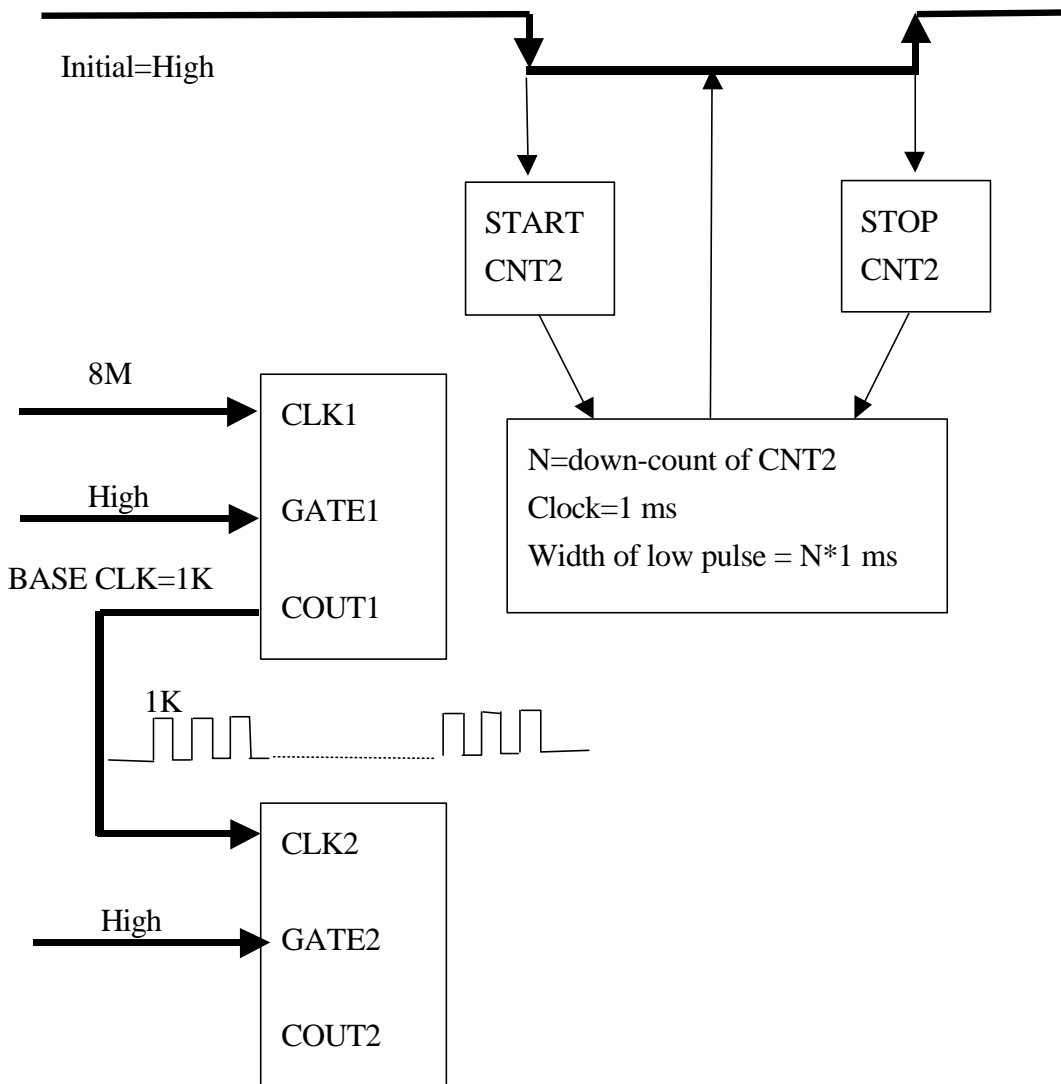 Initial=High
START
CNT2
STOP
CNT2
8M
CLK1
High
GATE1
BASE CLK=1K
COUT1
N=down-count of CNT2
Clock=1 ms
Width of low pulse = N*1 ms
1K
CLK2
High
GATE2
COUT2